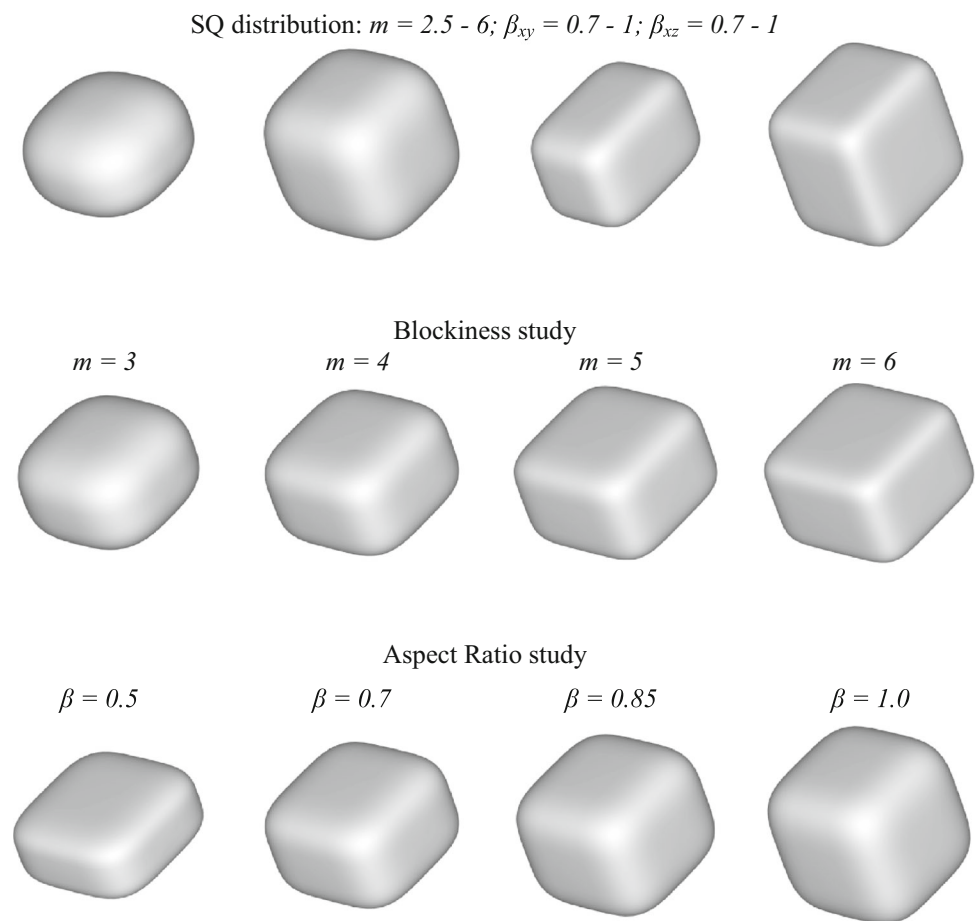 SQ distribution: m = 2.5 - 6; βxy = 0.7 - 1; βxz = 0.7 - 1
Blockiness study
m = 3 m = 4 m = 5 m = 6
Aspect Ratio study
β = 0.5 β = 0.7 β = 0.85 β = 1.0